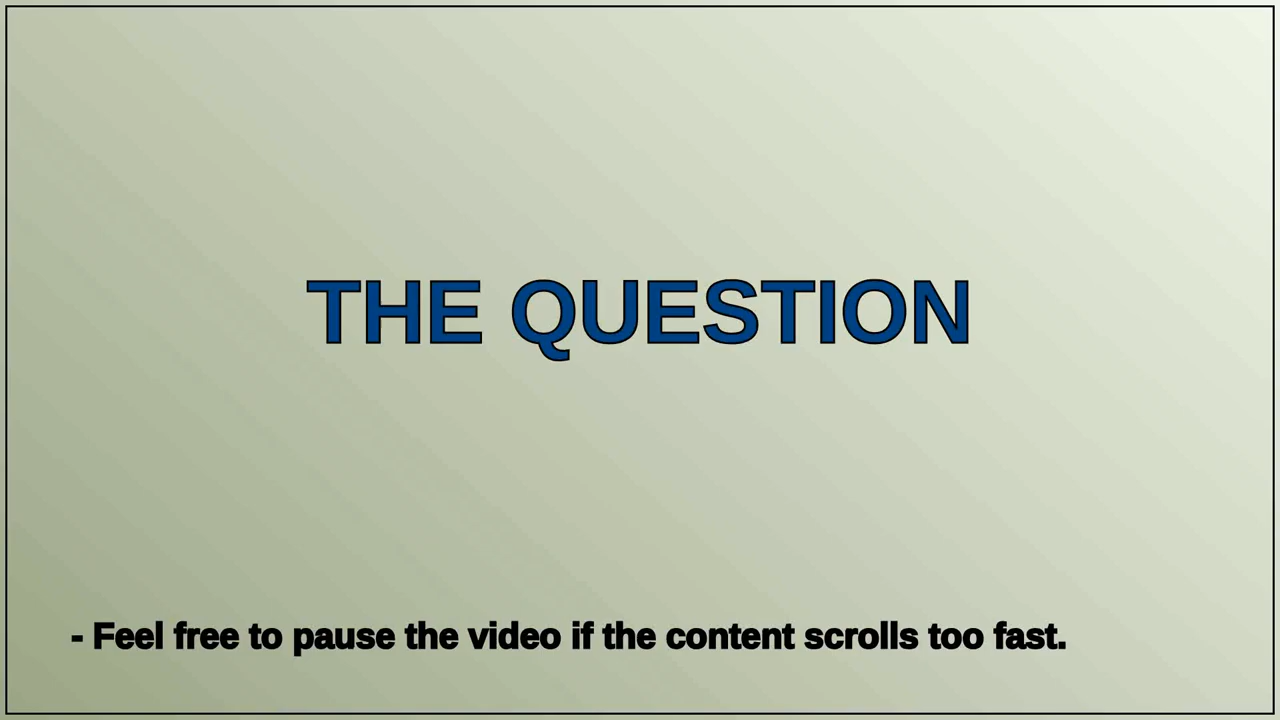 THE QUESTION
- Feel free to pause the video if the content scrolls too fast.